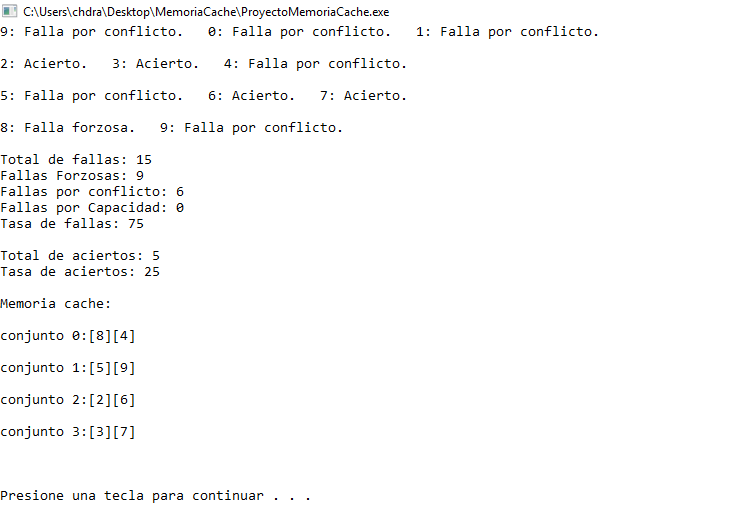 C:\Users\chdra\Desktop\MemoriaCache\ProyectoMemoriaCache.exe
9: Falla por conflicto.   0: Falla por conflicto.   1: Falla por conflicto.
2: Acierto.   3: Acierto.   4: Falla por conflicto.
5: Falla por conflicto.   6: Acierto.   7: Acierto.
8: Falla forzosa.   9: Falla por conflicto.
Total de fallas: 15
Fallas Forzosas: 9
Fallas por conflicto: 6
Fallas por Capacidad: 0
Tasa de fallas: 75
Total de aciertos: 5
Tasa de aciertos: 25
Memoria cache:
conjunto 0:[8][4]
conjunto 1:[5][9]
conjunto 2:[2][6]
conjunto 3:[3][7]
Presione una tecla para continuar . . .